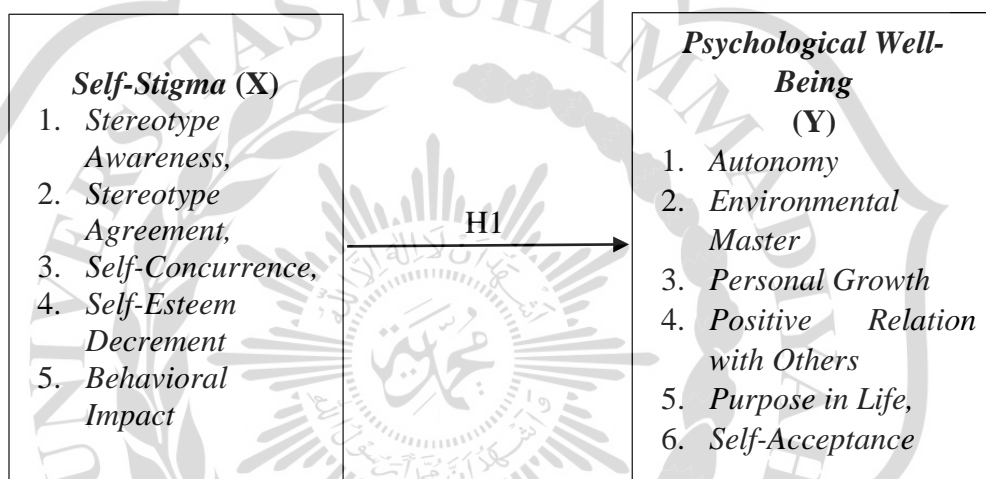 Self-Stigma (X)
1. Stereotype
Awareness,
2. Stereotype
Agreement,
3. Self-Concurrence,
4. Self-Esteem
Decrement
5. Behavioral
Impact
H1
Psychological Well-
Being
(Y)
1. Autonomy
2. Environmental
Master
3. Personal Growth
4. Positive Relation
with Others
5. Purpose in Life,
6. Self-Acceptance